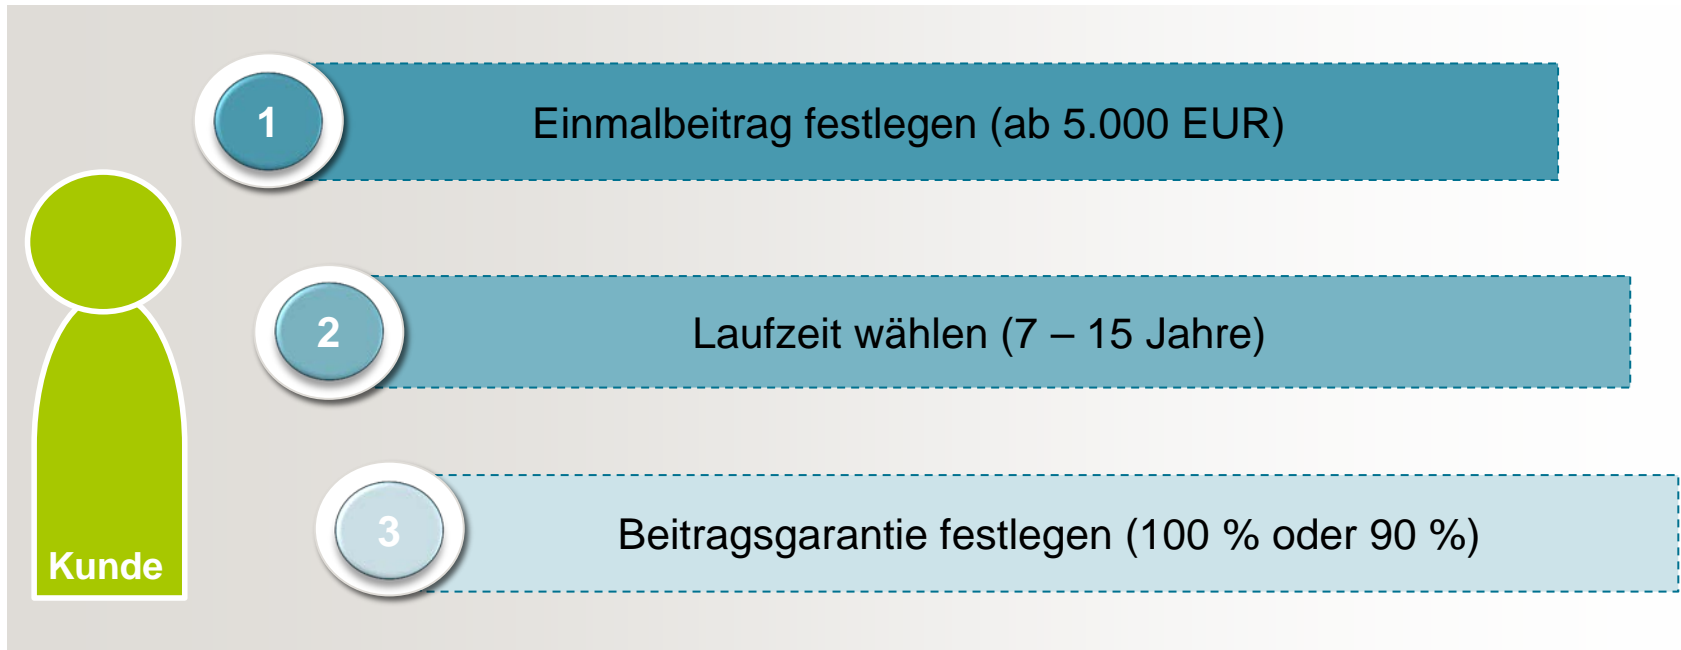 1
Einmalbeitrag festlegen (ab 5.000 EUR)
2
Laufzeit wählen (7 – 15 Jahre)
3
Beitragsgarantie festlegen (100 % oder 90 %)
Kunde